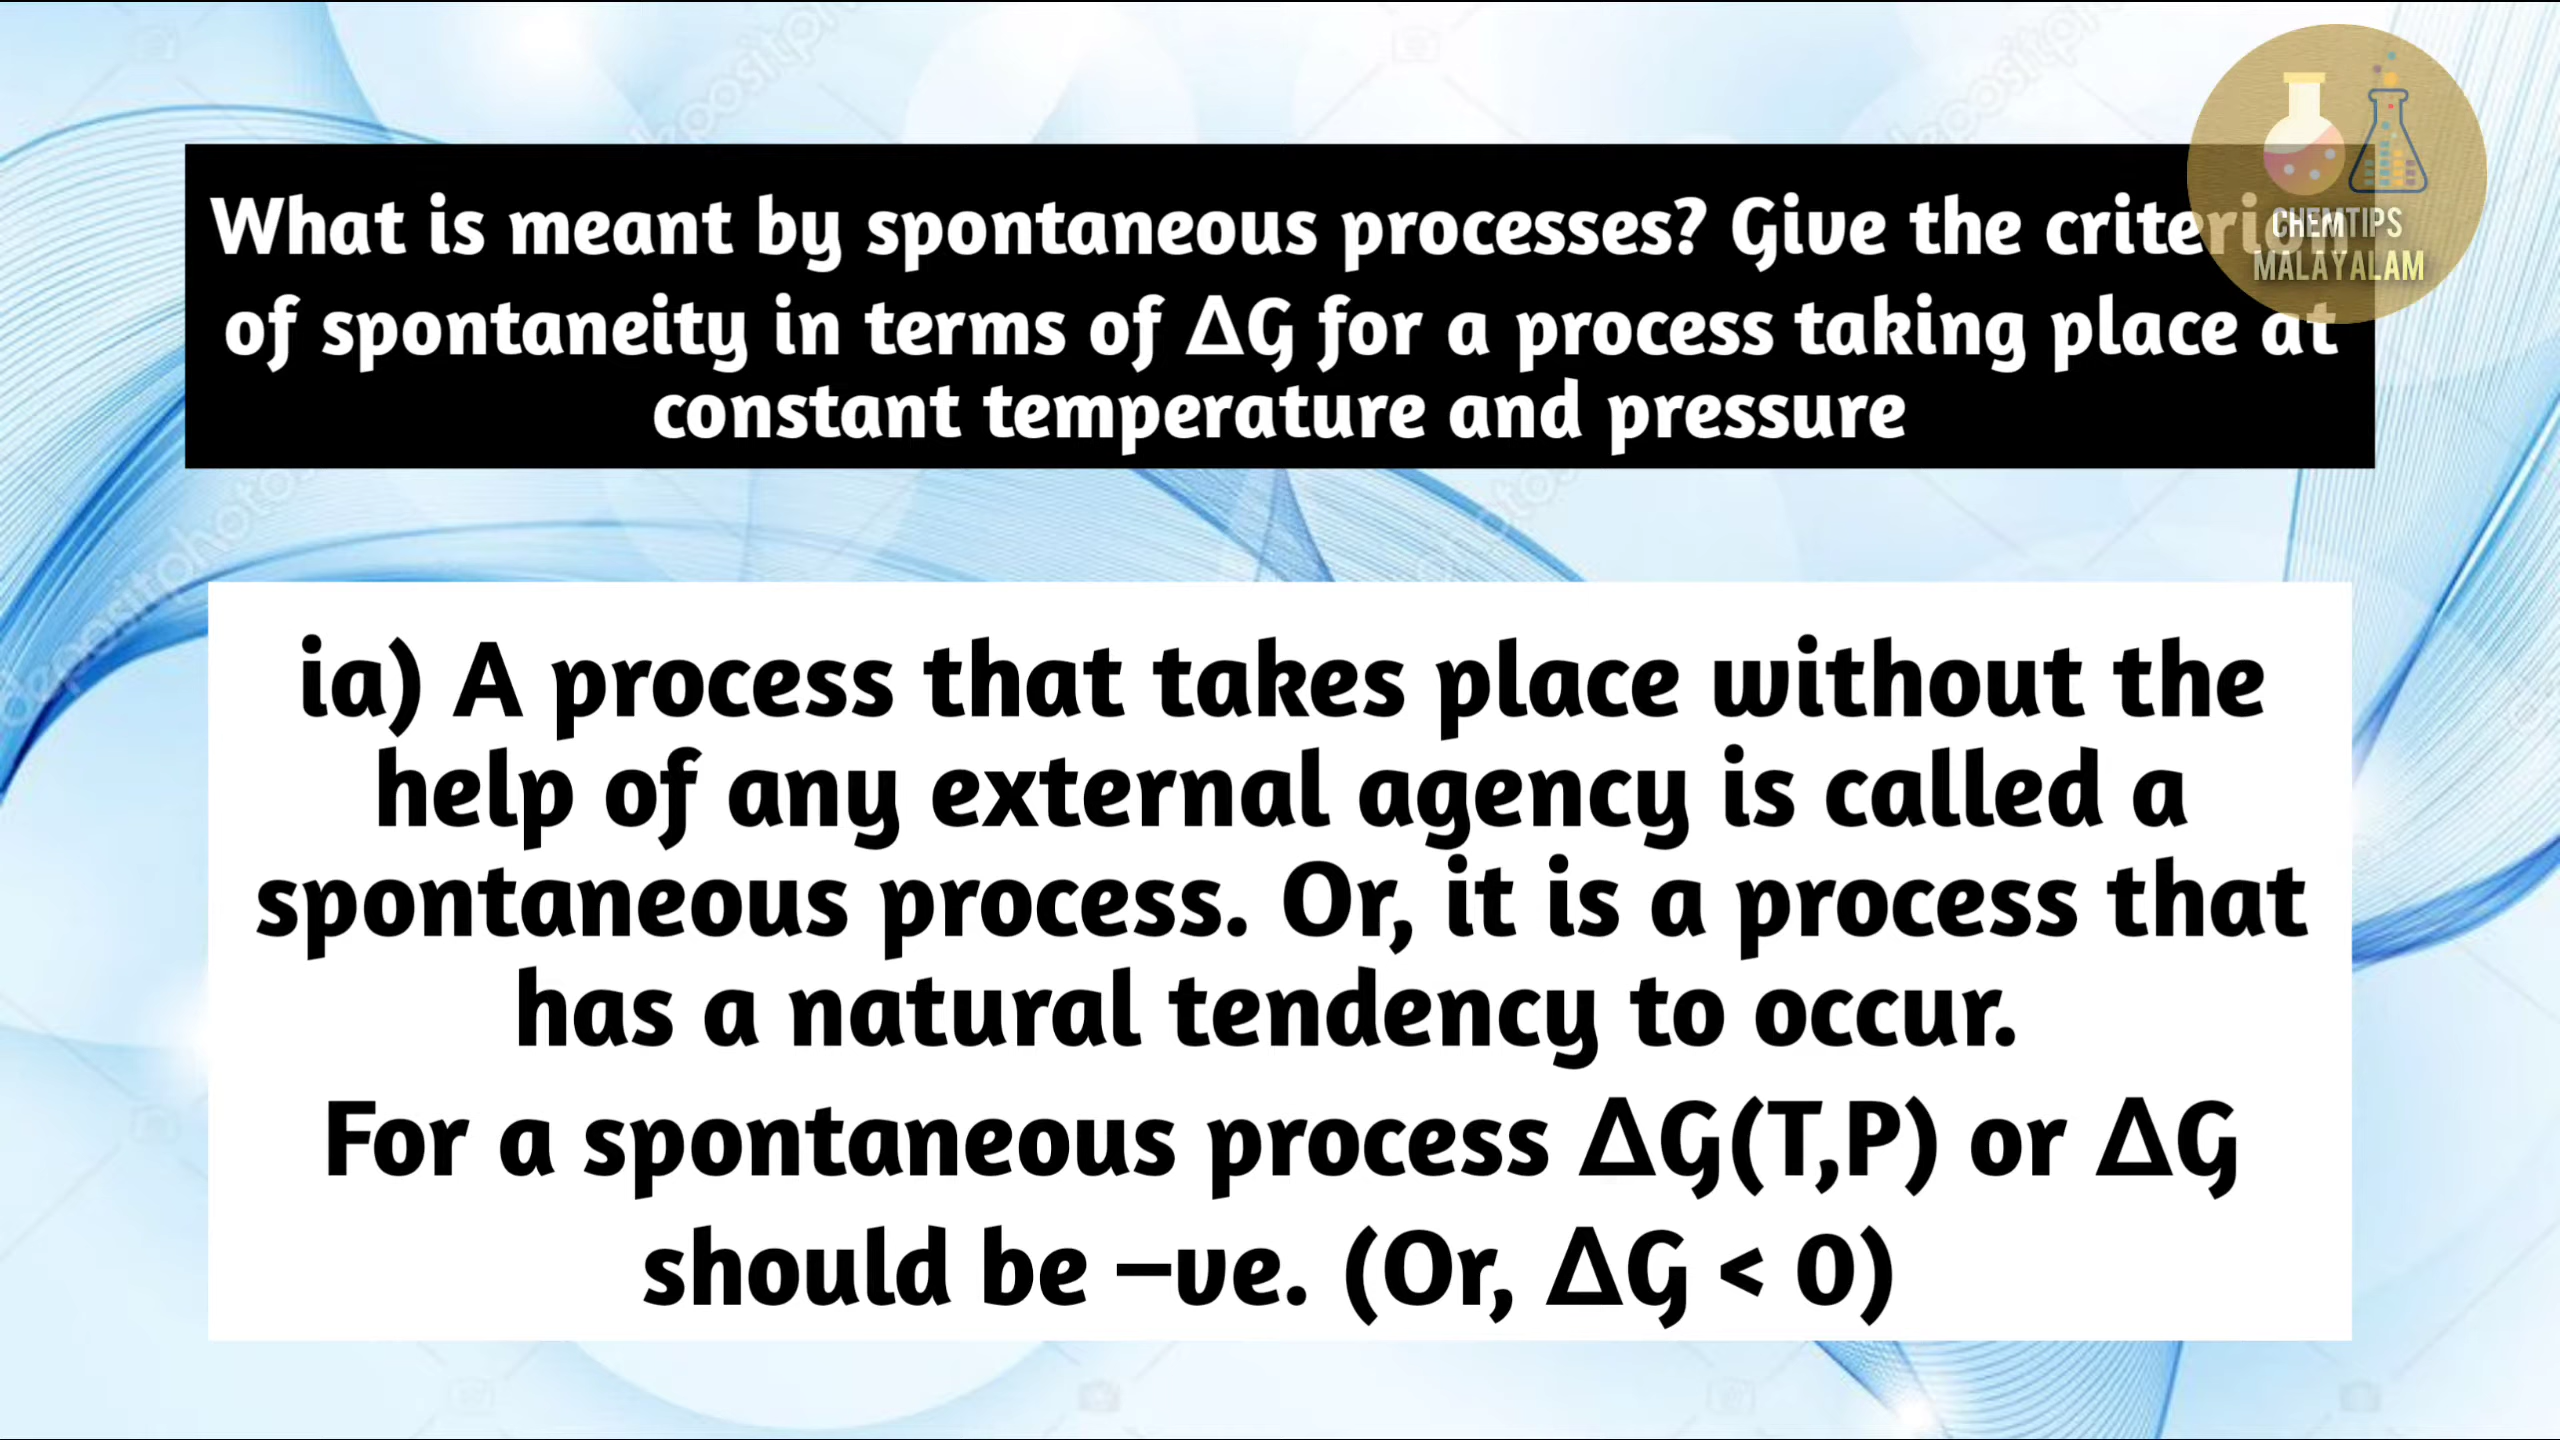 What is meant by spontaneous processes? Give the criterion
of spontaneity in terms of ΔG for a process taking place at
constant temperature and pressure
CHEMTIPS
MALAYALAM
ia) A process that takes place without the
help of any external agency is called a
spontaneous process. Or, it is a process that
has a natural tendency to occur.
For a spontaneous process ΔG(T,P) or ΔG
should be –ve. (Or, ΔG < 0)